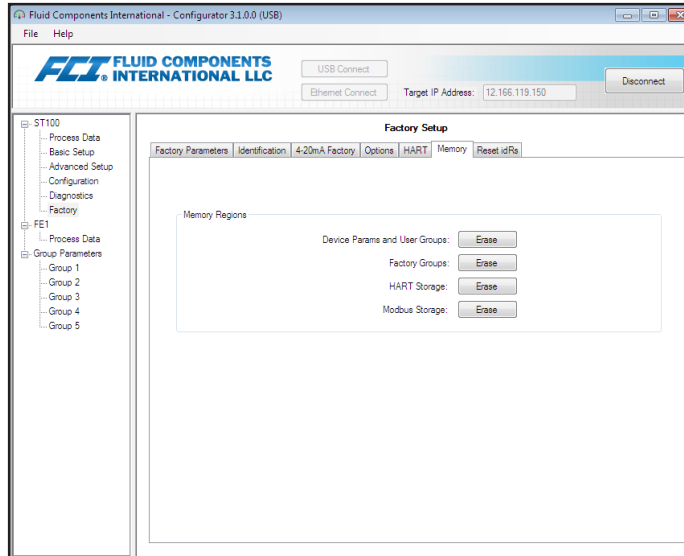 Fluid Components International - Configurator 3.1.0.0 (USB)
File Help
FCI. FLUID COMPONENTS
® INTERNATIONAL LLC
USB Connect
Ethernet Connect Target IP Address: 12.166.119.150
Disconnect
ST100
Process Data
Basic Setup
Advanced Setup
Configuration
Diagnostics
Factory
FE1
Process Data
Group Parameters
Group 1
Group 2
Group 3
Group 4
Group 5
Factory Setup
Factory Parameters Identification 4-20mA Factory Options HART Memory Reset idRs
Memory Regions
Device Params and User Groups: Erase
Factory Groups: Erase
HART Storage: Erase
Modbus Storage: Erase